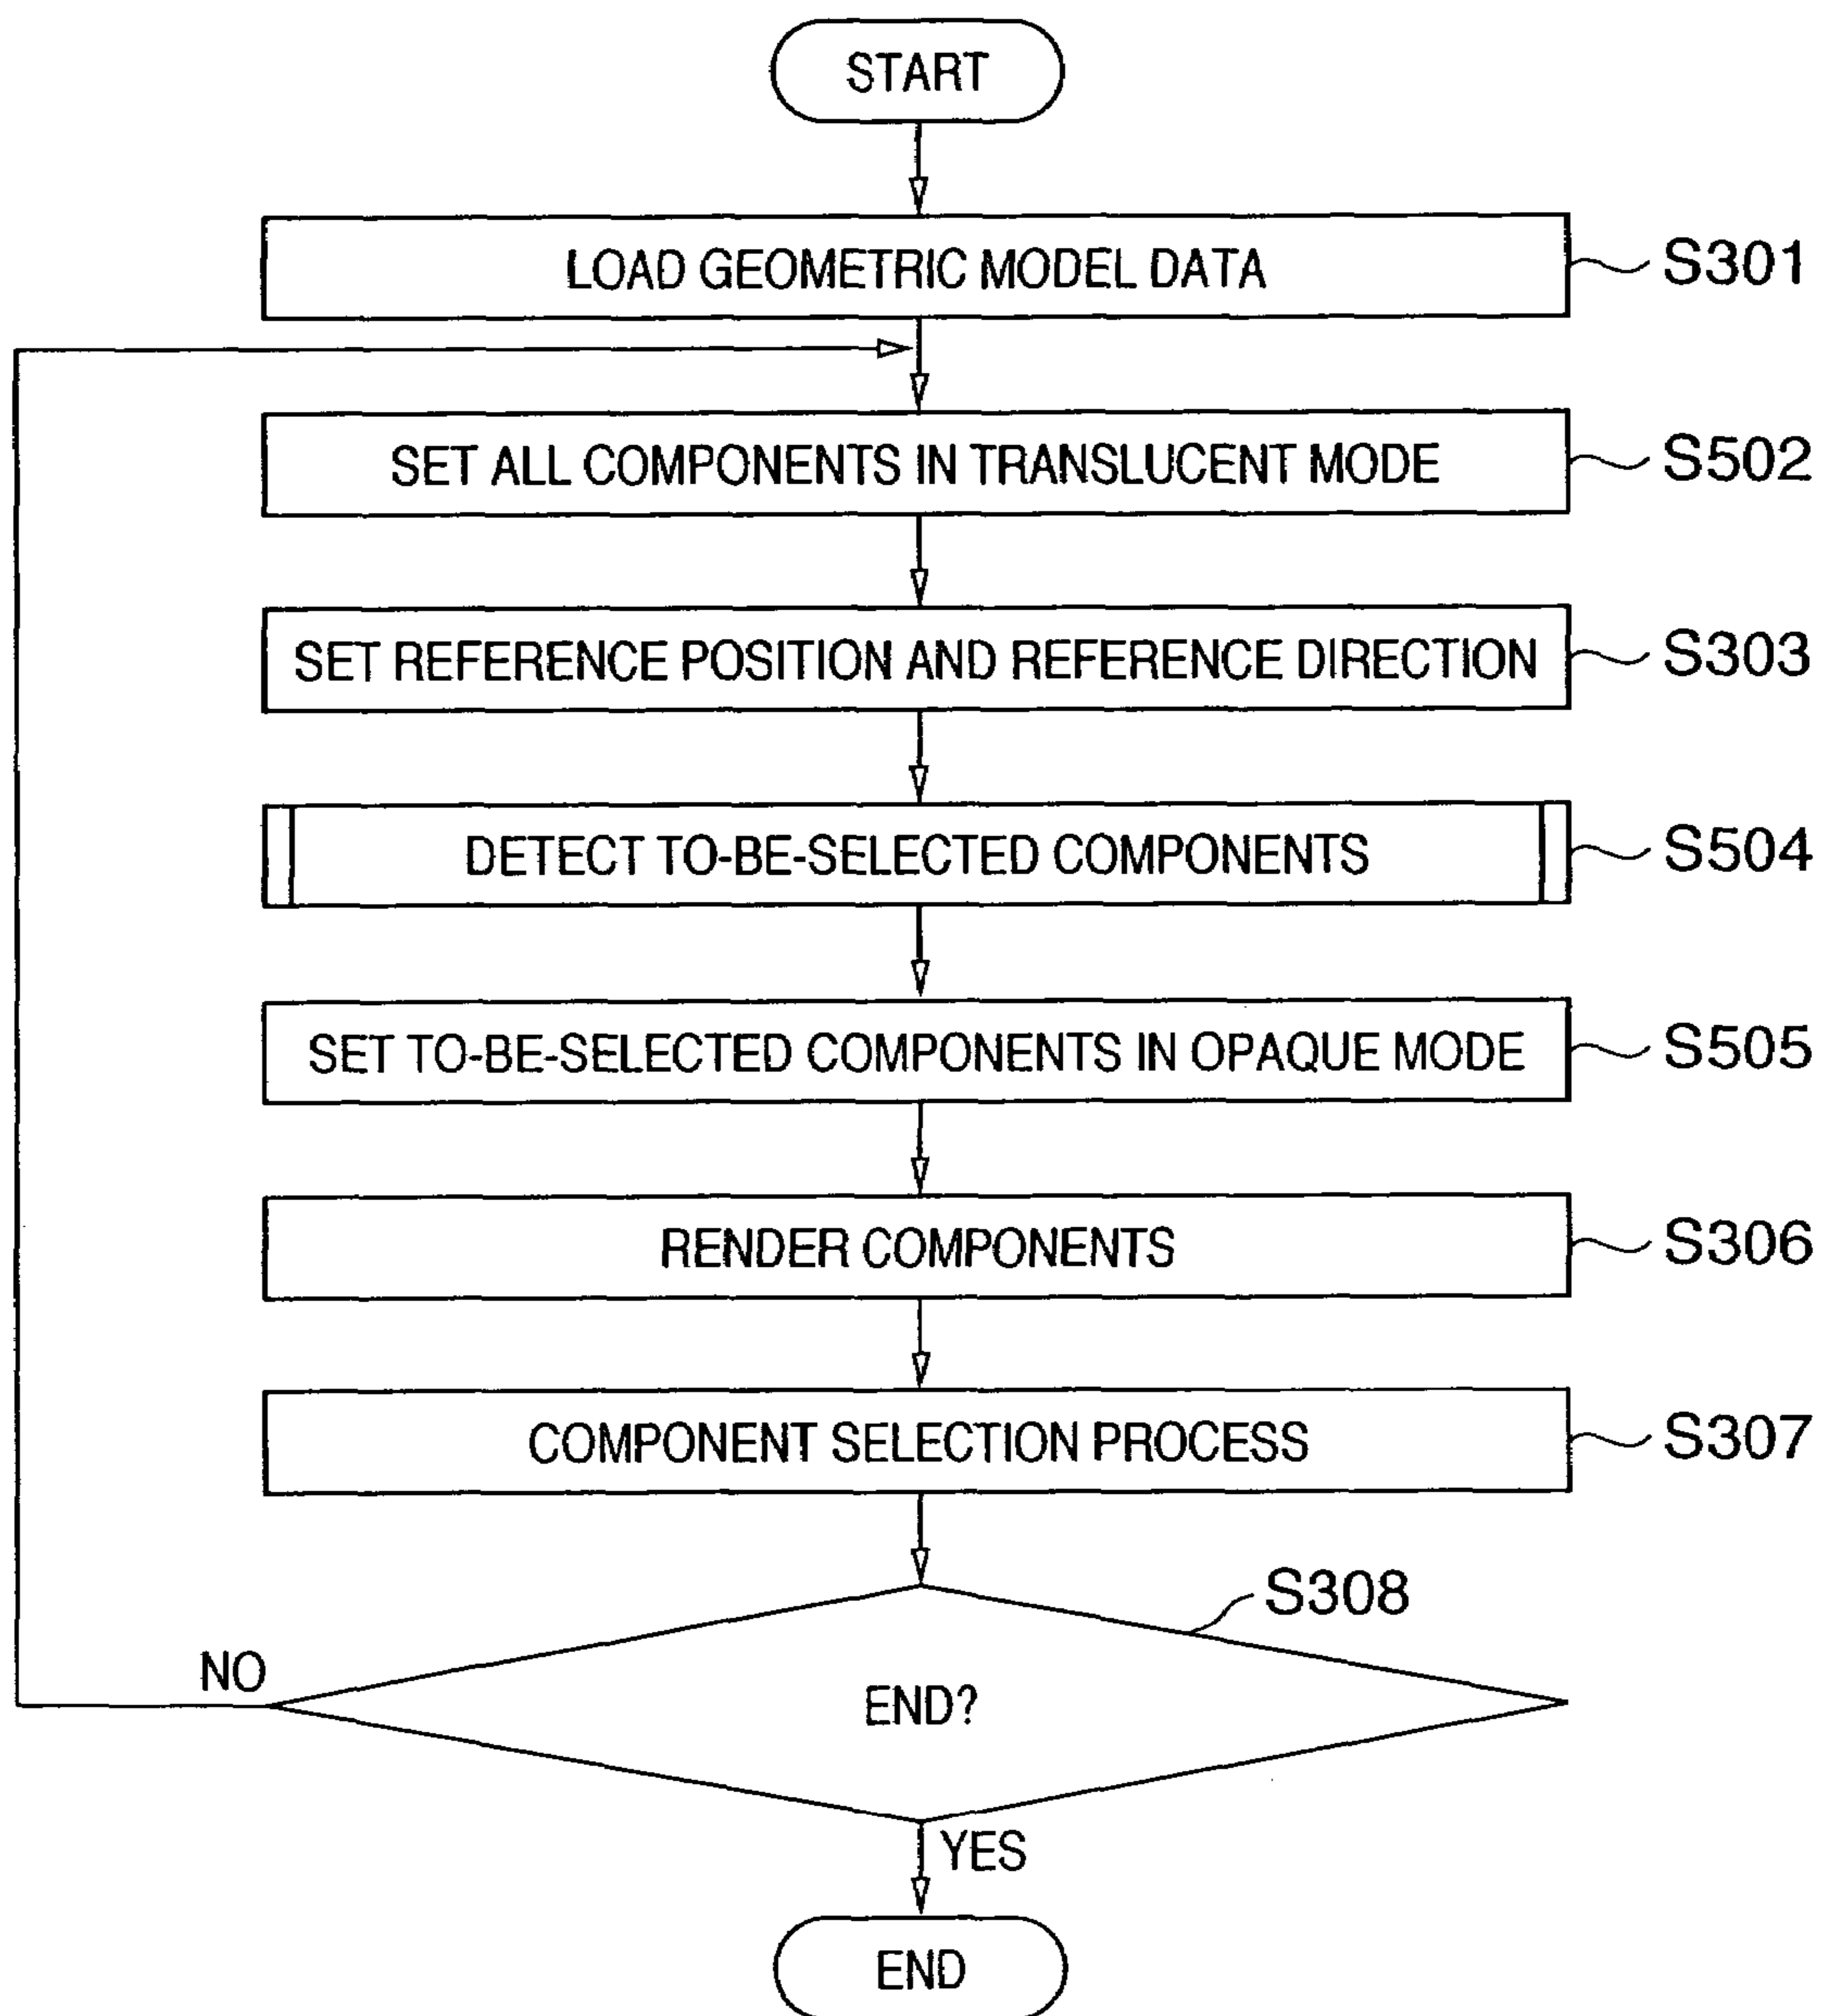 START
LOAD GEOMETRIC MODEL DATA
S301
SET ALL COMPONENTS IN TRANSLUCENT MODE
S502
SET REFERENCE POSITION AND REFERENCE DIRECTION
S303
DETECT TO-BE-SELECTED COMPONENTS
S504
SET TO-BE-SELECTED COMPONENTS IN OPAQUE MODE
S505
RENDER COMPONENTS
S306
COMPONENT SELECTION PROCESS
S307
S308
NO
END?
YES
END